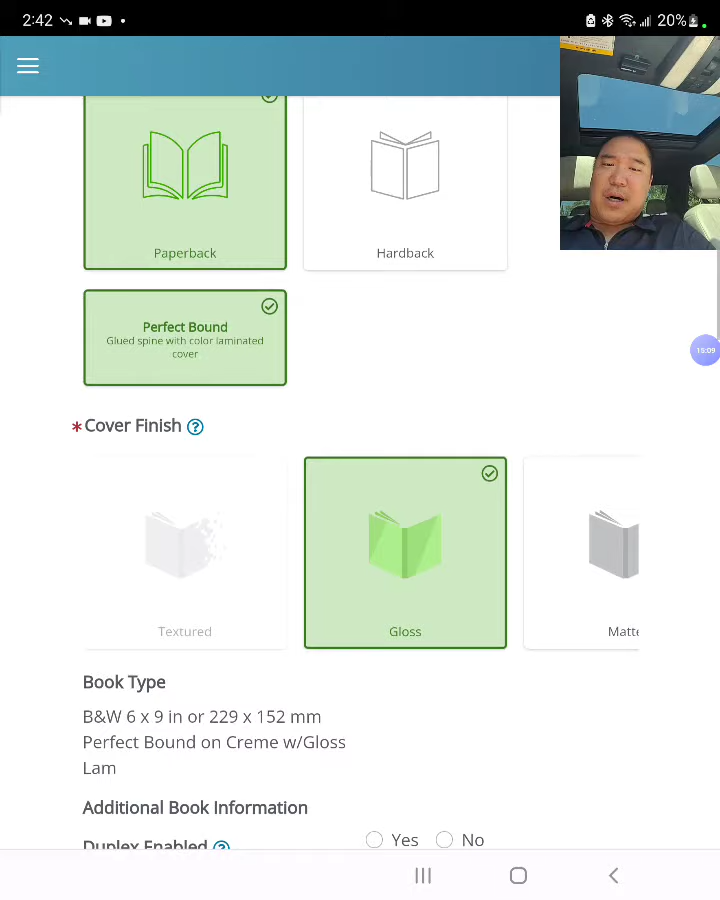 2:42
20%
Paperback
Hardback
Perfect Bound
Glued spine with color laminated
cover
15:09
*Cover Finish ?
Textured
Gloss
Matte
Book Type
B&W 6 x 9 in or 229 x 152 mm
Perfect Bound on Creme w/Gloss
Lam
Additional Book Information
Duplex Enabled ?
Yes
No